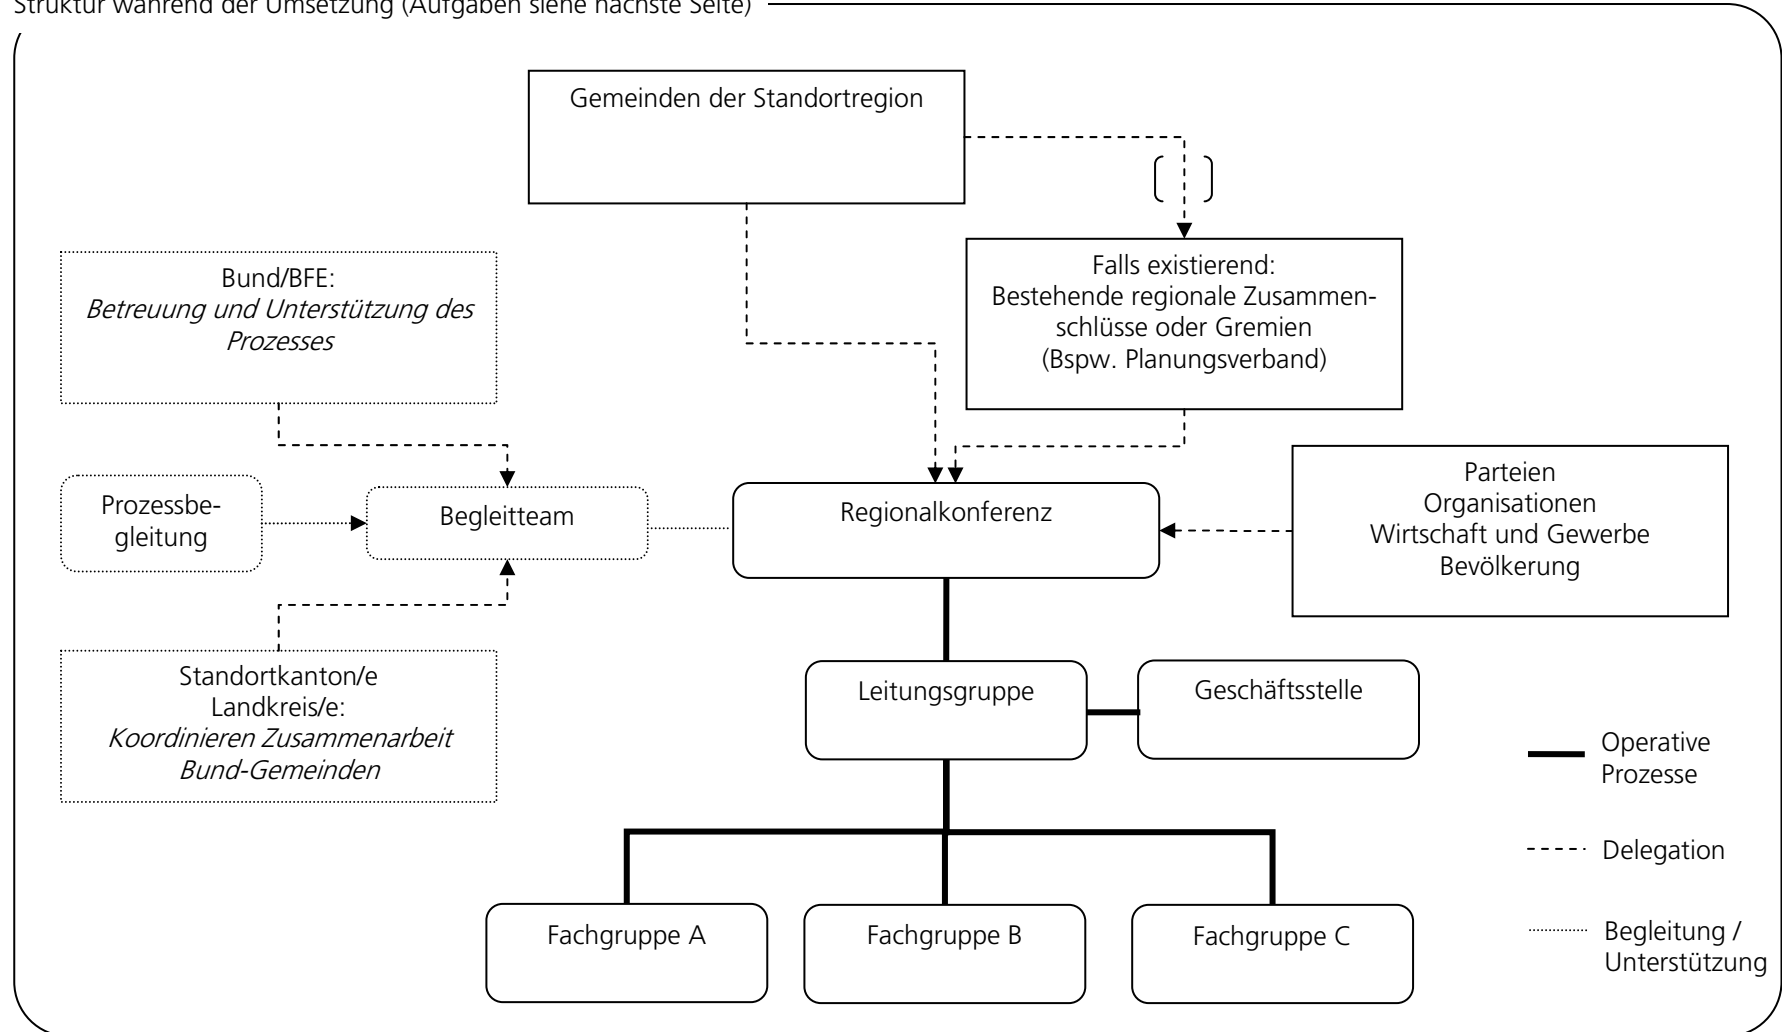 Struktur während der Umsetzung (Aufgaben siehe nächste Seite)
Gemeinden der Standortregion
Falls existierend:
Bestehende regionale Zusammen-
schlüsse oder Gremien
(Bspw. Planungsverband)
Bund/BFE:
Betreuung und Unterstützung des
Prozesses
Prozessbe-
gleitung
Begleitteam
Regionalkonferenz
Parteien
Organisationen
Wirtschaft und Gewerbe
Bevölkerung
Standortkanton/e
Landkreis/e:
Koordinieren Zusammenarbeit
Bund-Gemeinden
Leitungsgruppe
Geschäftsstelle
Fachgruppe A
Fachgruppe B
Fachgruppe C
Operative
Prozesse
Delegation
Begleitung /
Unterstützung